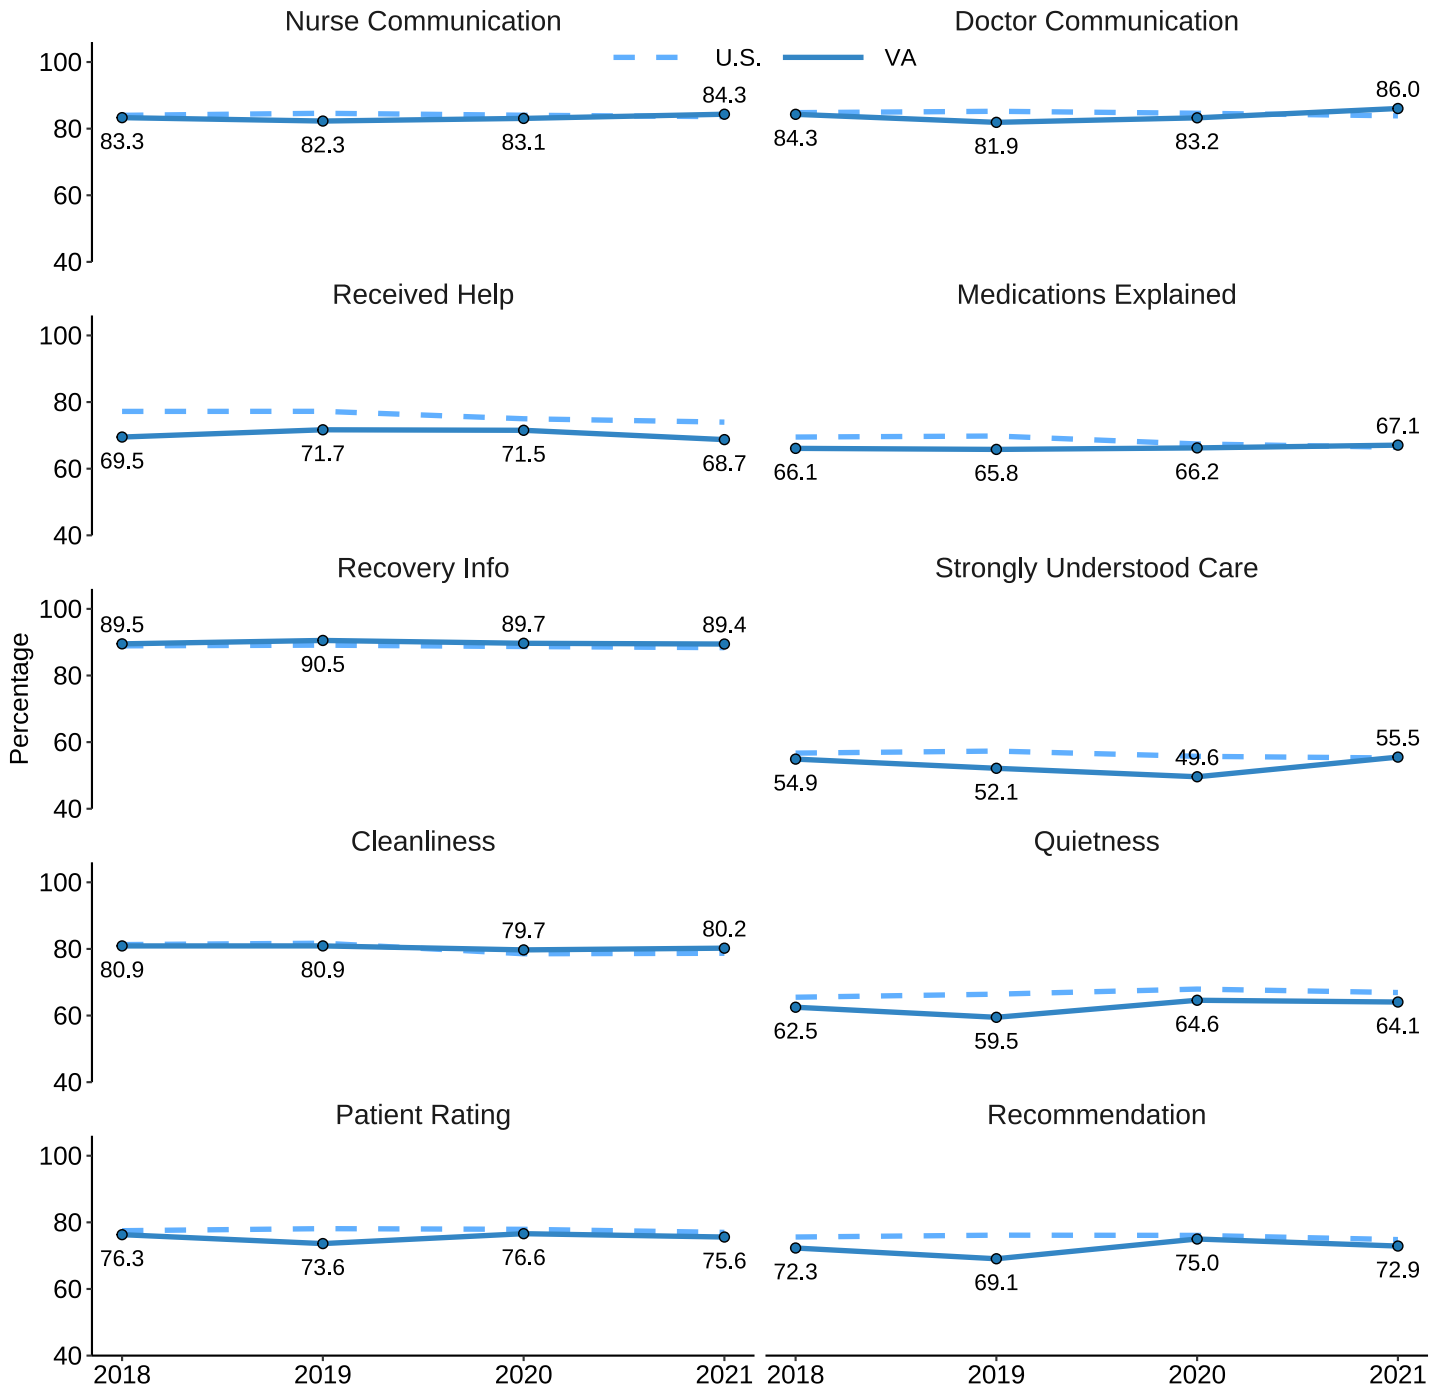 Nurse Communication
Doctor Communication
U.S. VA
100
80
60
40
83.3 82.3 83.1 84.3
84.3 81.9 83.2 86.0
Received Help
Medications Explained
100
80
60
40
69.5 71.7 71.5 68.7
66.1 65.8 66.2 67.1
Recovery Info
Strongly Understood Care
Percentage
100
80
60
40
89.5 90.5 89.7 89.4
54.9 52.1 49.6 55.5
Cleanliness
Quietness
100
80
60
40
80.9 80.9 79.7 80.2
62.5 59.5 64.6 64.1
Patient Rating
Recommendation
100
80
60
40
76.3 73.6 76.6 75.6
72.3 69.1 75.0 72.9
2018 2019 2020 2021
2018 2019 2020 2021